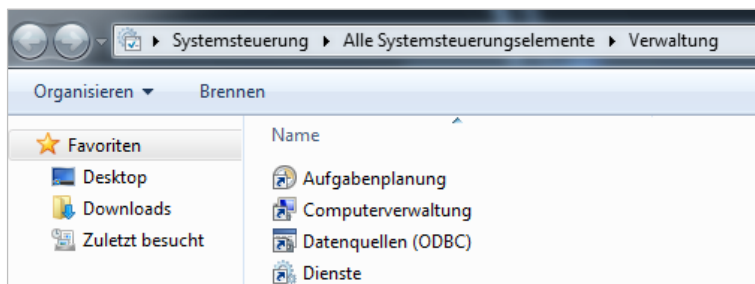 Systemsteuerung Alle Systemsteuerungselemente Verwaltung
Organisieren Brennen
Favoriten
Desktop
Downloads
Zuletzt besucht
Name
Aufgabenplanung
Computerverwaltung
Datenquellen (ODBC)
Dienste